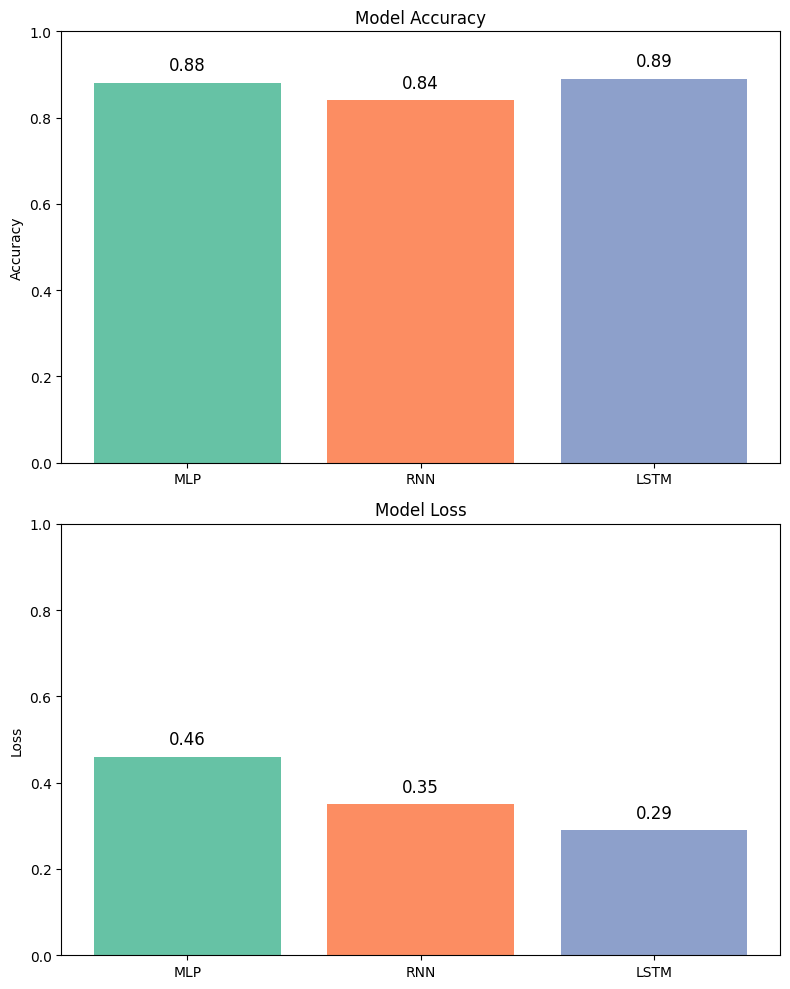 Model Accuracy
1.0
0.88
0.84
0.89
0.8
0.6
Accuracy
0.4
0.2
0.0
MLP
RNN
LSTM
Model Loss
1.0
0.8
0.6
Loss
0.46
0.35
0.29
0.4
0.2
0.0
MLP
RNN
LSTM